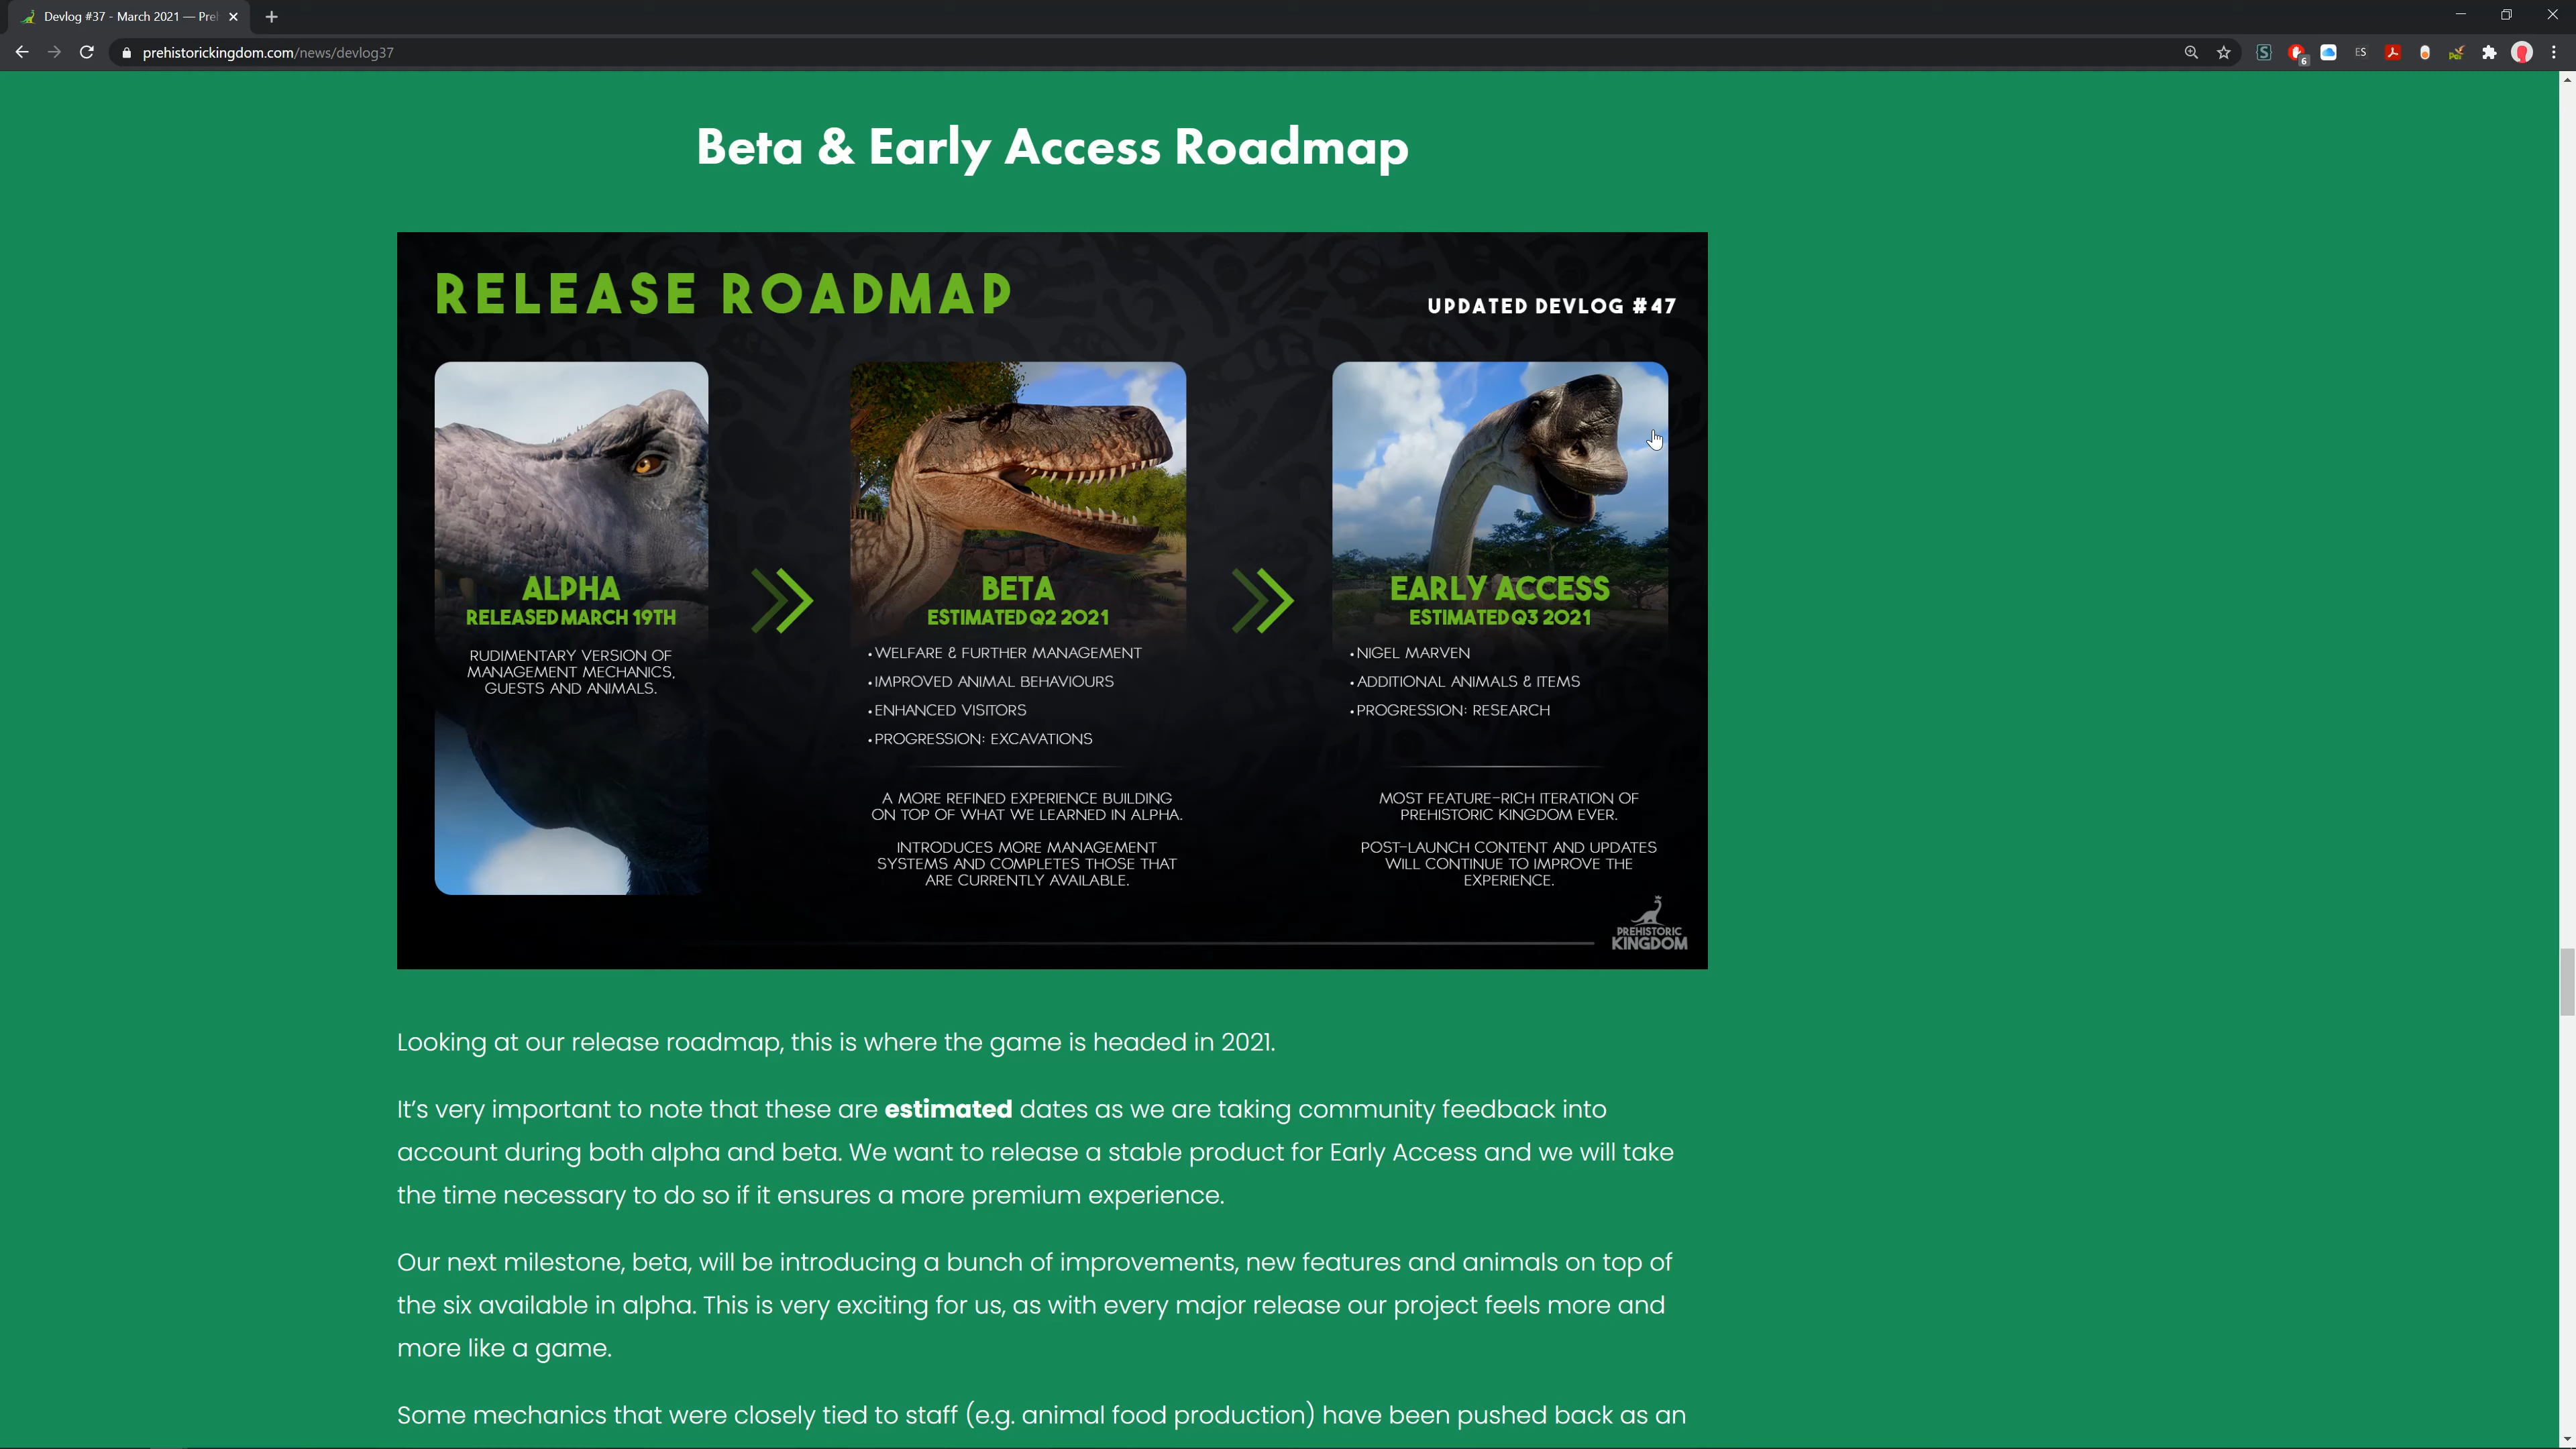 Devlog #37 - March 2021 — Pre
prehistorickingdom.com/news/devlog37
6
ES
Beta & Early Access Roadmap
RELEASE ROADMAP
UPDATED DEVLOG #47
ALPHA
RELEASED MARCH 19TH
RUDIMENTARY VERSION OF
MANAGEMENT MECHANICS,
GUESTS AND ANIMALS.
BETA
ESTIMATED Q2 2021
• WELFARE & FURTHER MANAGEMENT
• IMPROVED ANIMAL BEHAVIOURS
• ENHANCED VISITORS
• PROGRESSION: EXCAVATIONS
A MORE REFINED EXPERIENCE BUILDING
ON TOP OF WHAT WE LEARNED IN ALPHA.
INTRODUCES MORE MANAGEMENT
SYSTEMS AND COMPLETES THOSE THAT
ARE CURRENTLY AVAILABLE.
EARLY ACCESS
ESTIMATED Q3 2021
• NIGEL MARVEN
• ADDITIONAL ANIMALS & ITEMS
• PROGRESSION: RESEARCH
MOST FEATURE-RICH ITERATION OF
PREHISTORIC KINGDOM EVER.
POST-LAUNCH CONTENT AND UPDATES
WILL CONTINUE TO IMPROVE THE
EXPERIENCE.
PREHISTORIC
KINGDOM
Looking at our release roadmap, this is where the game is headed in 2021.
It’s very important to note that these are estimated dates as we are taking community feedback into
account during both alpha and beta. We want to release a stable product for Early Access and we will take
the time necessary to do so if it ensures a more premium experience.
Our next milestone, beta, will be introducing a bunch of improvements, new features and animals on top of
the six available in alpha. This is very exciting for us, as with every major release our project feels more and
more like a game.
Some mechanics that were closely tied to staff (e.g. animal food production) have been pushed back as an